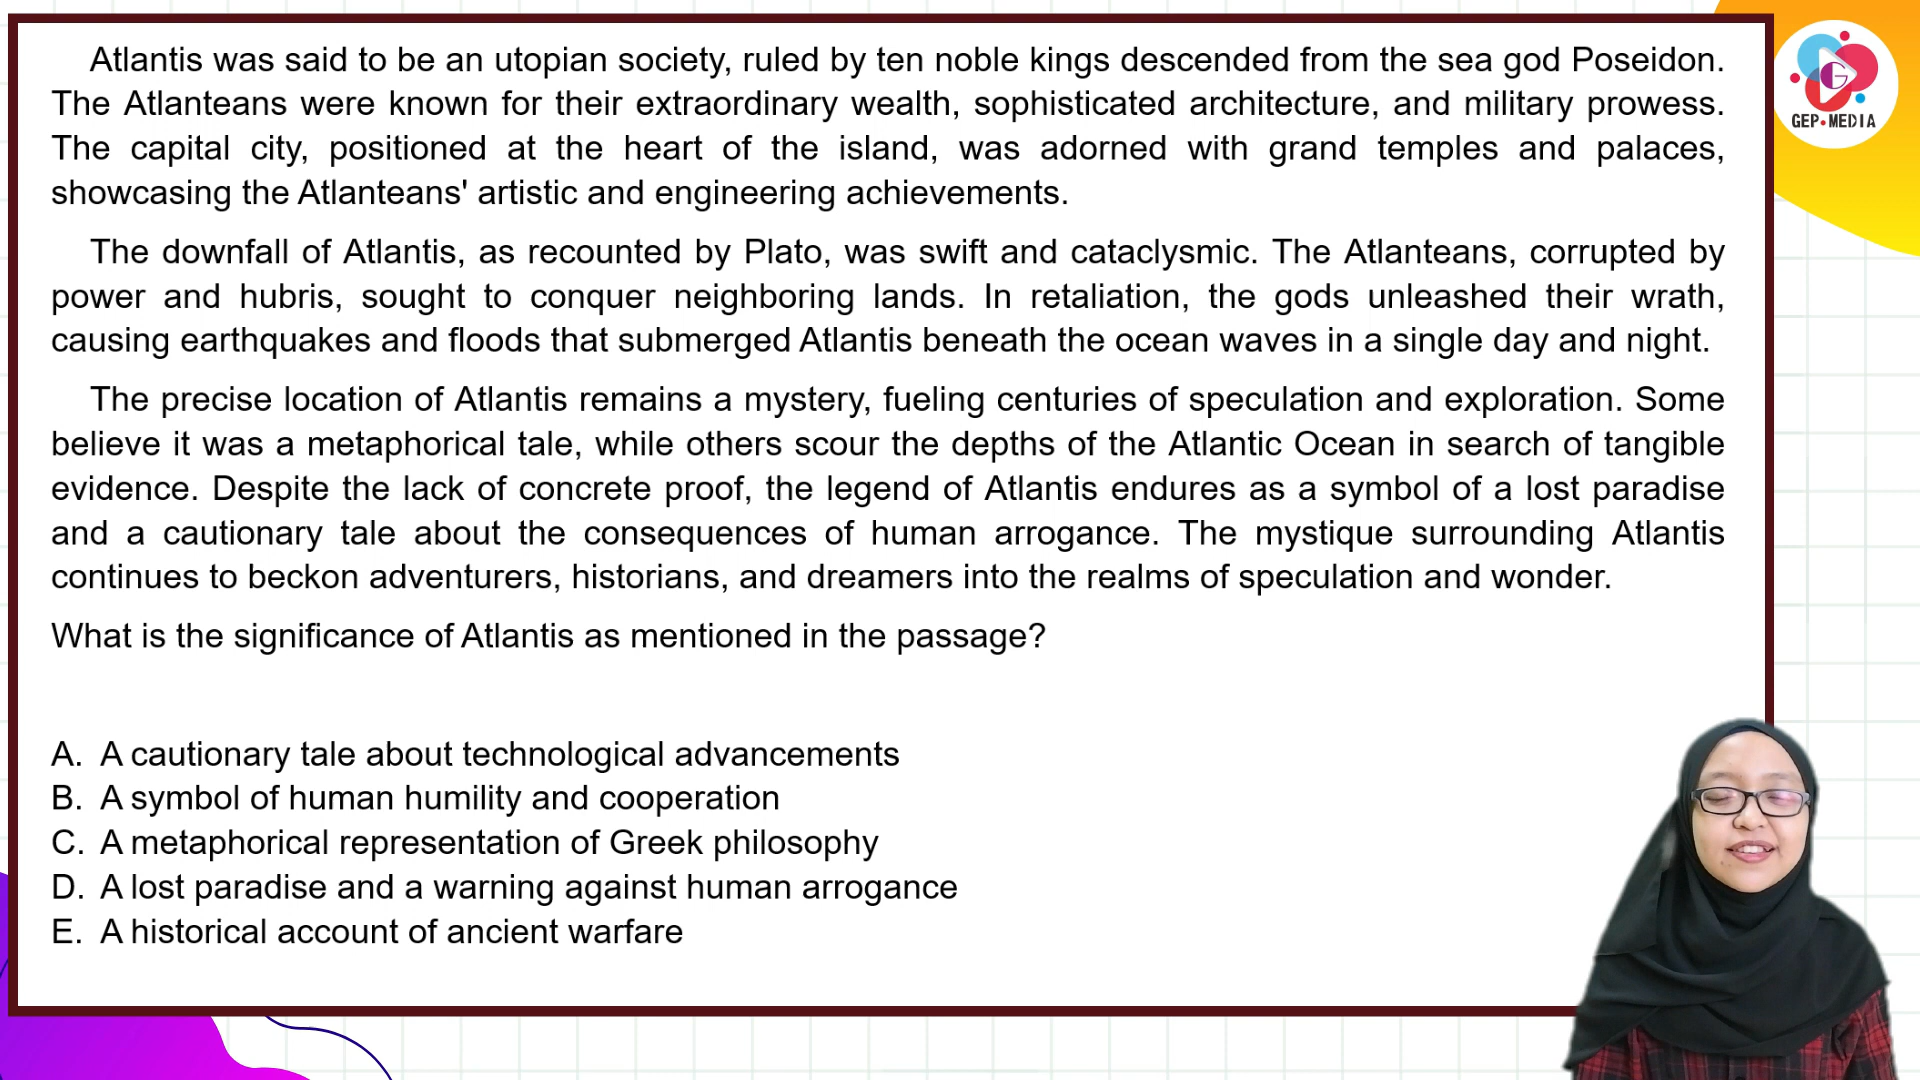 Atlantis was said to be an utopian society, ruled by ten noble kings descended from the sea god Poseidon.
The Atlanteans were known for their extraordinary wealth, sophisticated architecture, and military prowess.
The capital city, positioned at the heart of the island, was adorned with grand temples and palaces,
showcasing the Atlanteans' artistic and engineering achievements.
The downfall of Atlantis, as recounted by Plato, was swift and cataclysmic. The Atlanteans, corrupted by
power and hubris, sought to conquer neighboring lands. In retaliation, the gods unleashed their wrath,
causing earthquakes and floods that submerged Atlantis beneath the ocean waves in a single day and night.
The precise location of Atlantis remains a mystery, fueling centuries of speculation and exploration. Some
believe it was a metaphorical tale, while others scour the depths of the Atlantic Ocean in search of tangible
evidence. Despite the lack of concrete proof, the legend of Atlantis endures as a symbol of a lost paradise
and a cautionary tale about the consequences of human arrogance. The mystique surrounding Atlantis
continues to beckon adventurers, historians, and dreamers into the realms of speculation and wonder.
What is the significance of Atlantis as mentioned in the passage?
A. A cautionary tale about technological advancements
B. A symbol of human humility and cooperation
C. A metaphorical representation of Greek philosophy
D. A lost paradise and a warning against human arrogance
E. A historical account of ancient warfare
G
GEP•MEDIA